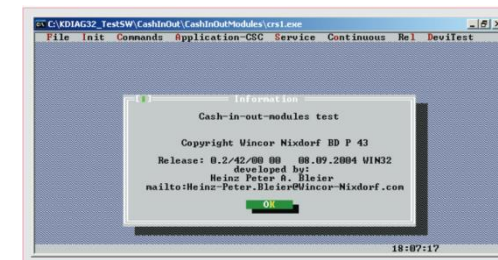 C:\KDIAG32_TestSW\CashInOut\CashInOutModules\crs1.exe
File Init Commands Application-CSC Service Continuous Rel DeviTest
Information
Cash-in-out-modules test
Copyright Wincor Nixdorf BD P 43
Release: 0.2/42/00 00 08.09.2004 WIN32
developed by:
Heinz Peter A. Bleier
mailto:Heinz-Peter.Bleier@Wincor-Nixdorf.com
OK
18:07:17